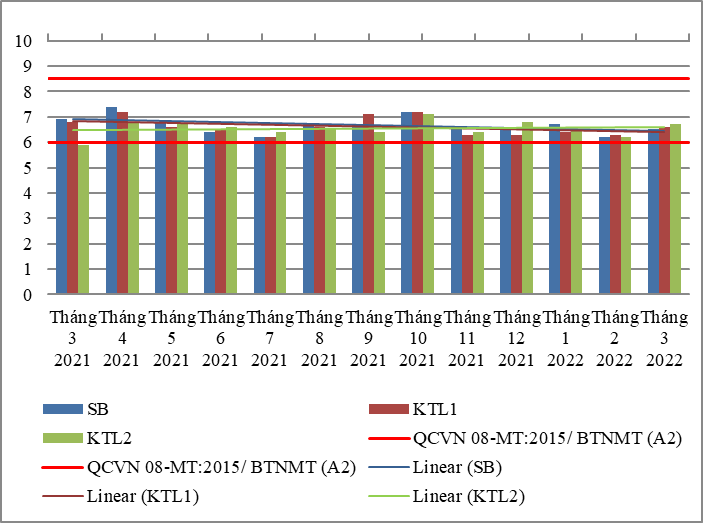 10
9
8
7
6
5
4
3
2
1
0
Tháng Tháng Tháng Tháng Tháng Tháng Tháng Tháng Tháng Tháng Tháng Tháng Tháng
3 4 5 6 7 8 9 10 11 12 1 2 3
2021 2021 2021 2021 2021 2021 2021 2021 2021 2021 2022 2022 2022
SB KTL1
KTL2 QCVN 08-MT:2015/ BTNMT (A2)
QCVN 08-MT:2015/ BTNMT (A2) Linear (SB)
Linear (KTL1) Linear (KTL2)